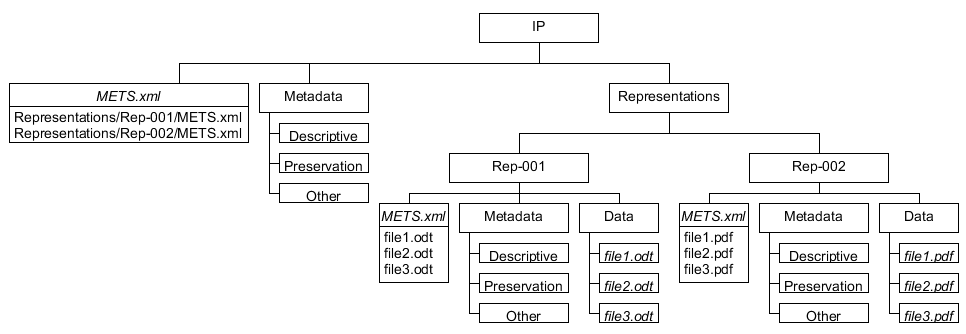 IP
METS.xml
Representations/Rep-001/METS.xml
Representations/Rep-002/METS.xml
Metadata
Descriptive
Preservation
Other
Representations
Rep-001
METS.xml
file1.odt
file2.odt
file3.odt
Metadata
Descriptive
Preservation
Other
Data
file1.odt
file2.odt
file3.odt
Rep-002
METS.xml
file1.pdf
file2.pdf
file3.pdf
Metadata
Descriptive
Preservation
Other
Data
file1.pdf
file2.pdf
file3.pdf